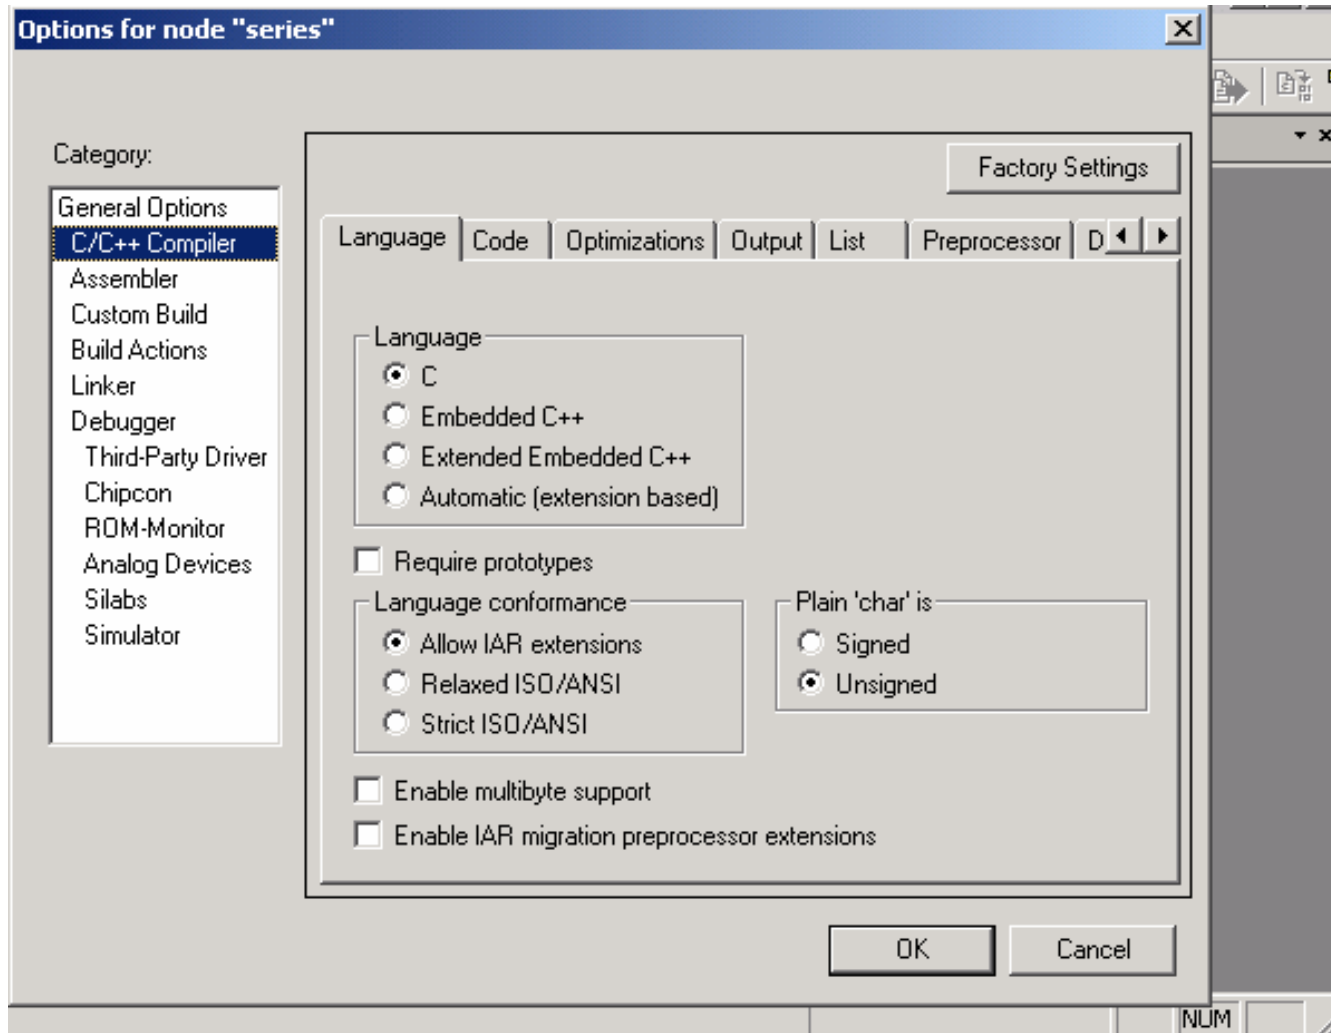 Options for node "series"
Category:
General Options
C/C++ Compiler
Assembler
Custom Build
Build Actions
Linker
Debugger
Third-Party Driver
Chipcon
ROM-Monitor
Analog Devices
Silabs
Simulator
Factory Settings
Language Code Optimizations Output List Preprocessor D
Language
C
Embedded C++
Extended Embedded C++
Automatic (extension based)
Require prototypes
Language conformance
Allow IAR extensions
Relaxed ISO/ANSI
Strict ISO/ANSI
Plain 'char' is
Signed
Unsigned
Enable multibyte support
Enable IAR migration preprocessor extensions
OK Cancel
NUM